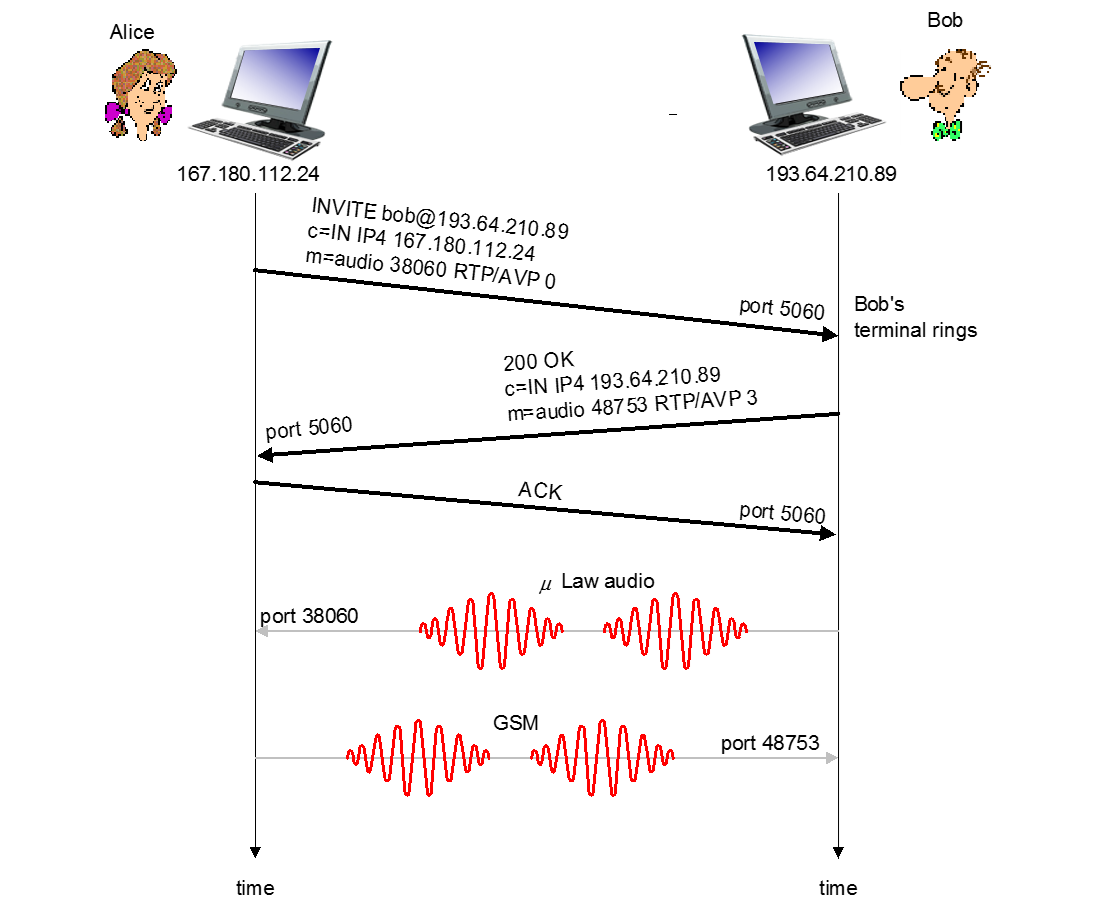 Alice
Bob
167.180.112.24
193.64.210.89
INVITE bob@193.64.210.89
c=IN IP4 167.180.112.24
m=audio 38060 RTP/AVP 0
port 5060
Bob's
terminal rings
200 OK
c=IN IP4 193.64.210.89
m=audio 48753 RTP/AVP 3
port 5060
ACK
port 5060
μ Law audio
port 38060
GSM
port 48753
time
time